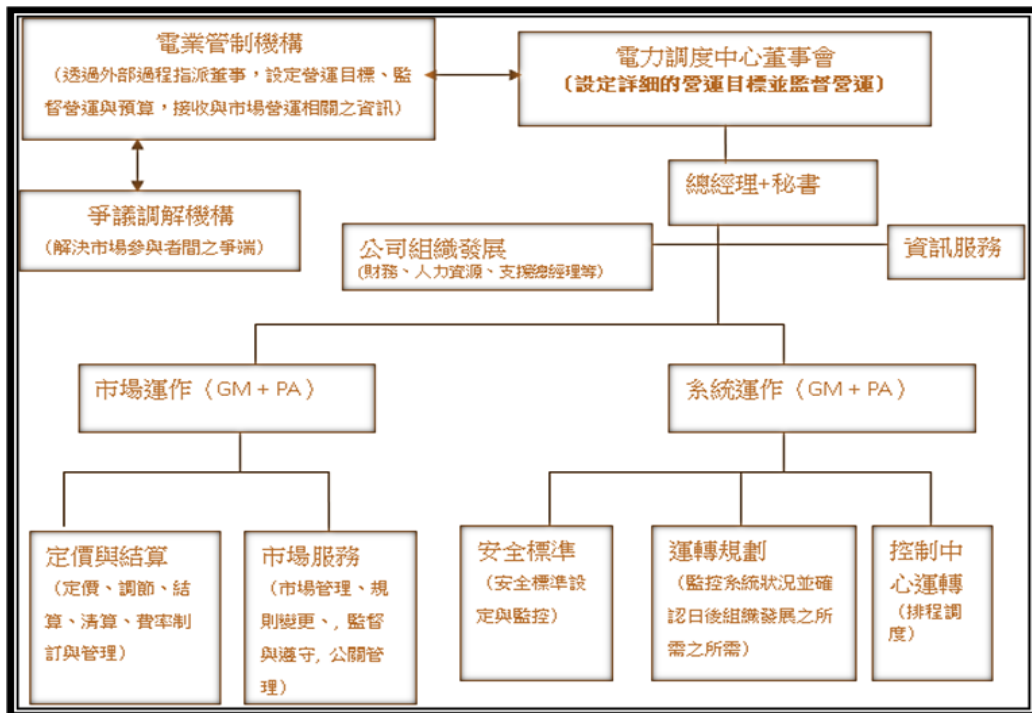 電業管制機構
(透過外部過程指派董事，設定營運目標、監
督營運與預算，接收與市場營運相關之資訊)
電力調度中心董事會
(設定詳細的營運目標並監督營運)
總經理+秘書
爭議調解機構
(解決市場參與者間之爭端)
公司組織發展
(財務、人力資源、支援總經理等)
資訊服務
市場運作（GM + PA）
系統運作（GM + PA）
定價與結算
(定價、調節、結
算、清算、費率制
訂與管理)
市場服務
(市場管理、規
則變更、, 監督
與遵守, 公關管
理)
安全標準
(安全標準設
定與監控)
運轉規劃
(監控系統狀況並確
認日後組織發展之所
需之所需)
控制中
心運轉
(排程調
度)